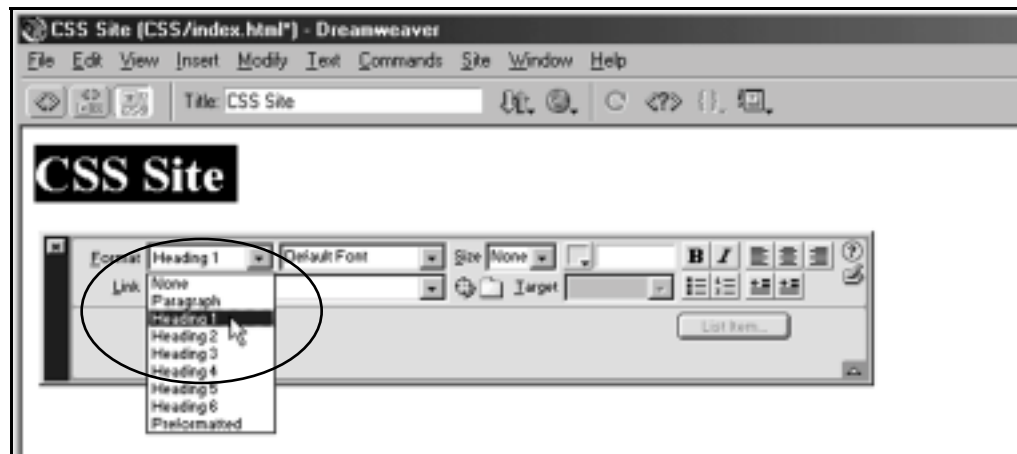 CSS Site (CSS/index.html*) - Dreamweaver
File Edit View Insert Modify Text Commands Site Window Help
Title: CSS Site
CSS Site
Format Heading 1 Default Font Size None B I
Link Target
None
Paragraph
Heading 1
Heading 2
Heading 3
Heading 4
Heading 5
Heading 6
Preformatted
List Item...